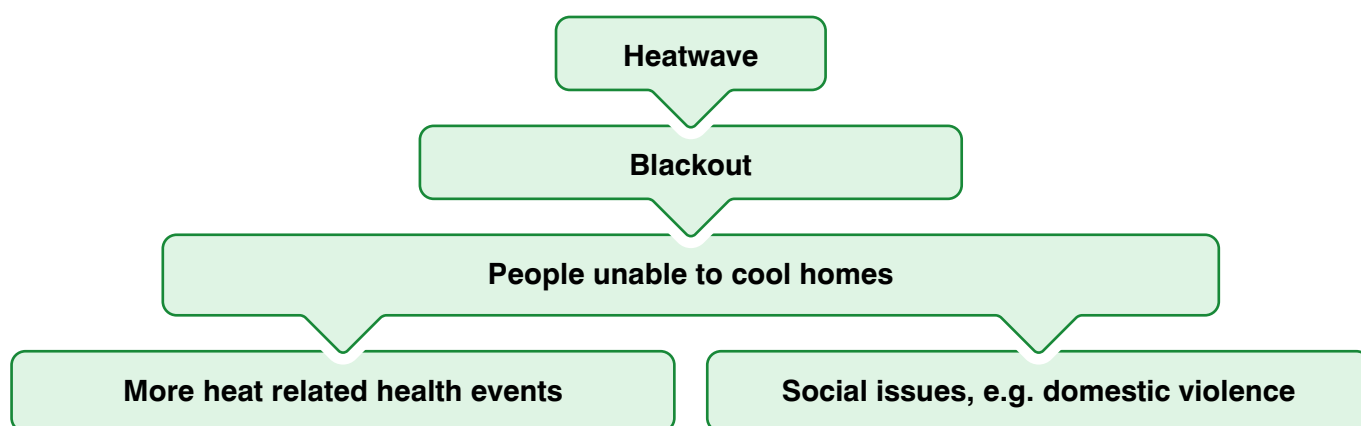 Heatwave
Blackout
People unable to cool homes
More heat related health events
Social issues, e.g. domestic violence